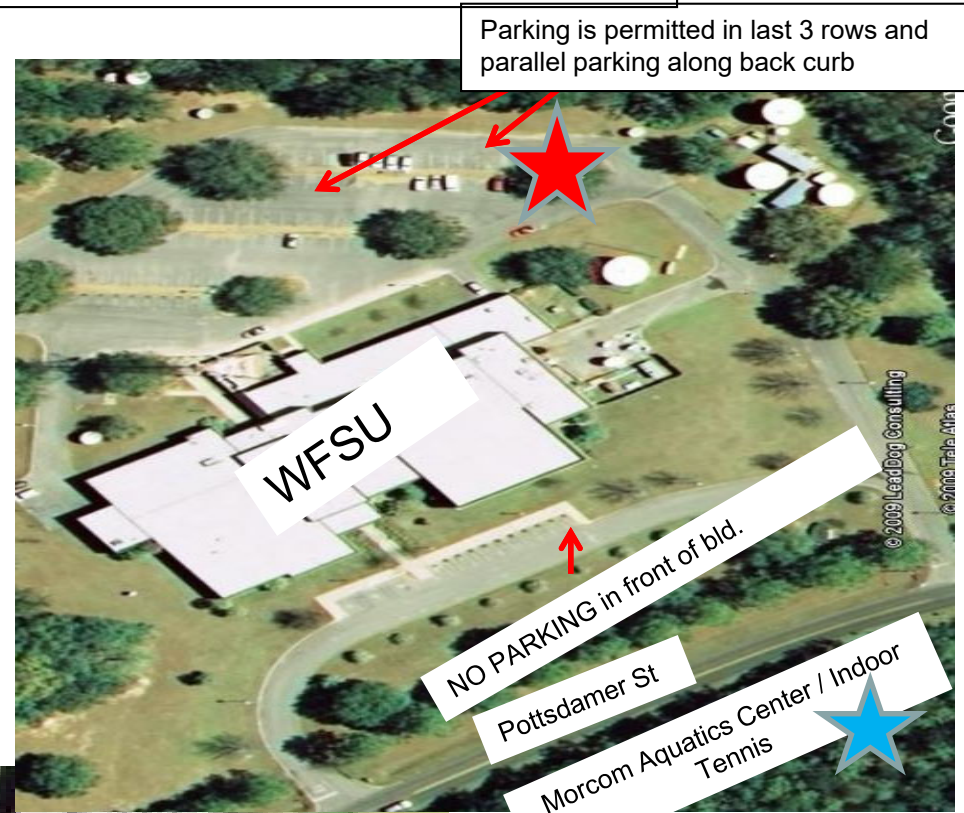 Parking is permitted in last 3 rows and
parallel parking along back curb
WFSU
NO PARKING in front of bld.
Pottsdamer St
Morcom Aquatics Center / Indoor
Tennis
© 2009 LeadDog Consulting
© 2009 Tele Atlas